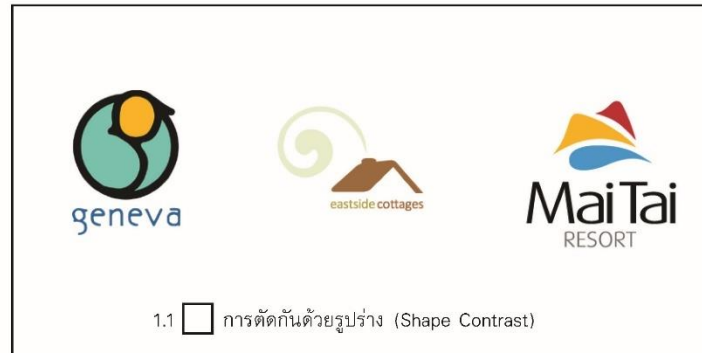 geneva
eastside cottages
Mai Tai
RESORT
1.1 การตัดกันด้วยรูปร่าง (Shape Contrast)